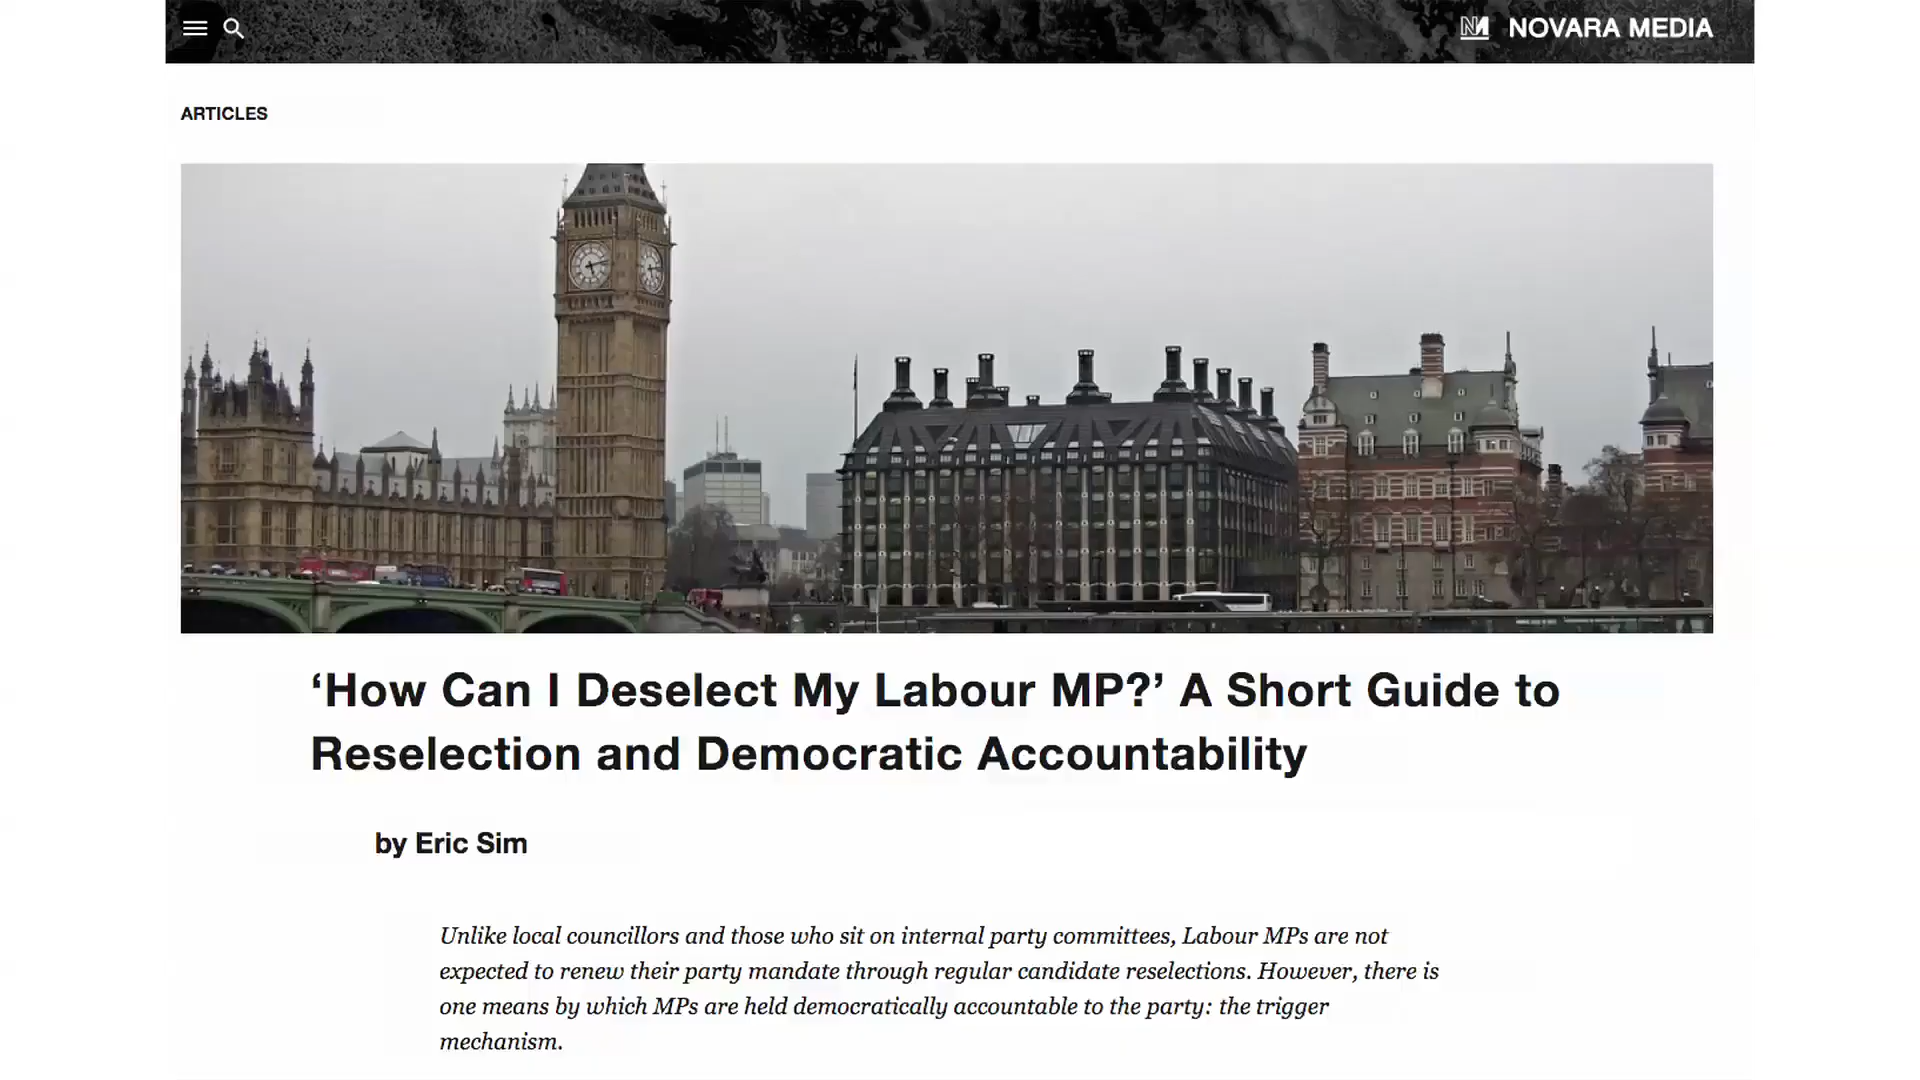 NOVARA MEDIA
ARTICLES
‘How Can I Deselect My Labour MP?’ A Short Guide to
Reselection and Democratic Accountability
by Eric Sim
Unlike local councillors and those who sit on internal party committees, Labour MPs are not
expected to renew their party mandate through regular candidate reselections. However, there is
one means by which MPs are held democratically accountable to the party: the trigger
mechanism.